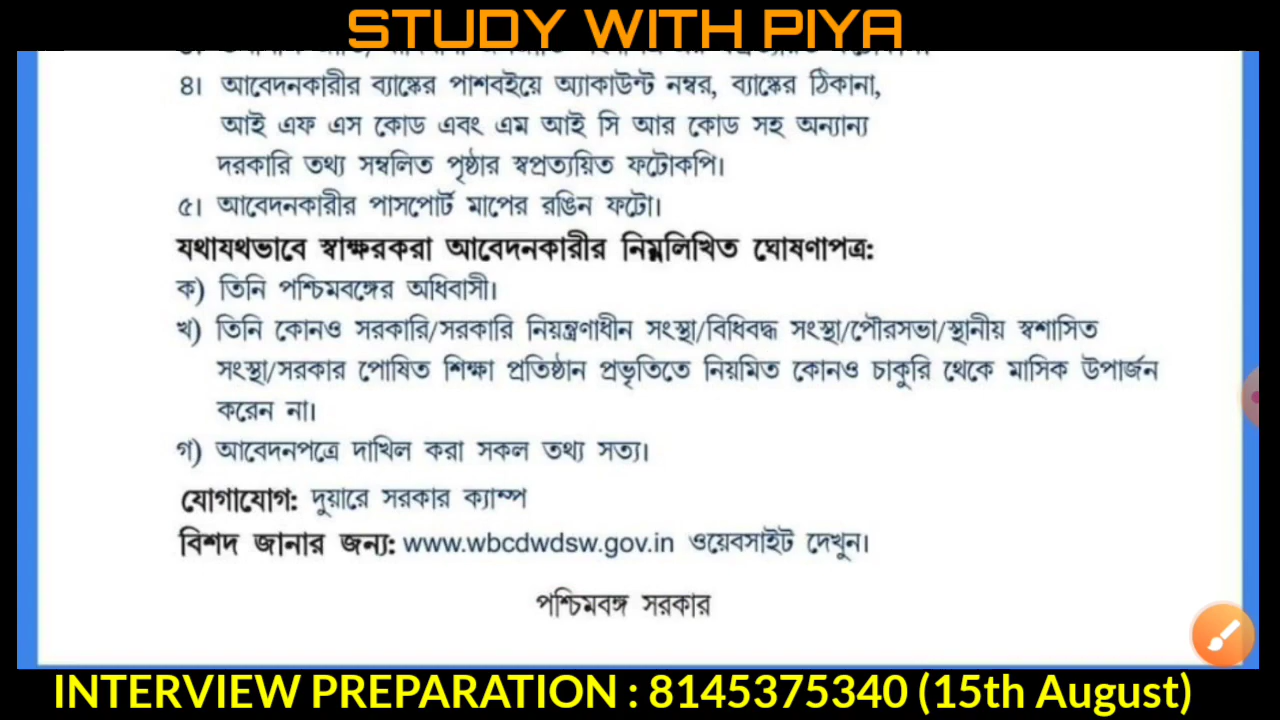 STUDY WITH PIYA
৪। আবেদনকারীর ব্যাঙ্কের পাশবইয়ে অ্যাকাউন্ট নম্বর, ব্যাঙ্কের ঠিকানা,
আই এফ এস কোড এবং এম আই সি আর কোড সহ অন্যান্য
দরকারি তথ্য সম্বলিত পৃষ্ঠার স্বপ্রত্যয়িত ফটোকপি।
৫। আবেদনকারীর পাসপোর্ট মাপের রঙিন ফটো।
যথাযথভাবে স্বাক্ষরকরা আবেদনকারীর নিম্নলিখিত ঘোষণাপত্র:
ক) তিনি পশ্চিমবঙ্গের অধিবাসী।
খ) তিনি কোনও সরকারি/সরকারি নিয়ন্ত্রণাধীন সংস্থা/বিধিবদ্ধ সংস্থা/পৌরসভা/স্থানীয় স্বশাসিত
সংস্থা/সরকার পোষিত শিক্ষা প্রতিষ্ঠান প্রভৃতিতে নিয়মিত কোনও চাকুরি থেকে মাসিক উপার্জন
করেন না।
গ) আবেদনপত্রে দাখিল করা সকল তথ্য সত্য।
যোগাযোগ: দুয়ারে সরকার ক্যাম্প
বিশদ জানার জন্য: www.wbcdwdsw.gov.in ওয়েবসাইট দেখুন।
পশ্চিমবঙ্গ সরকার
INTERVIEW PREPARATION : 8145375340 (15th August)